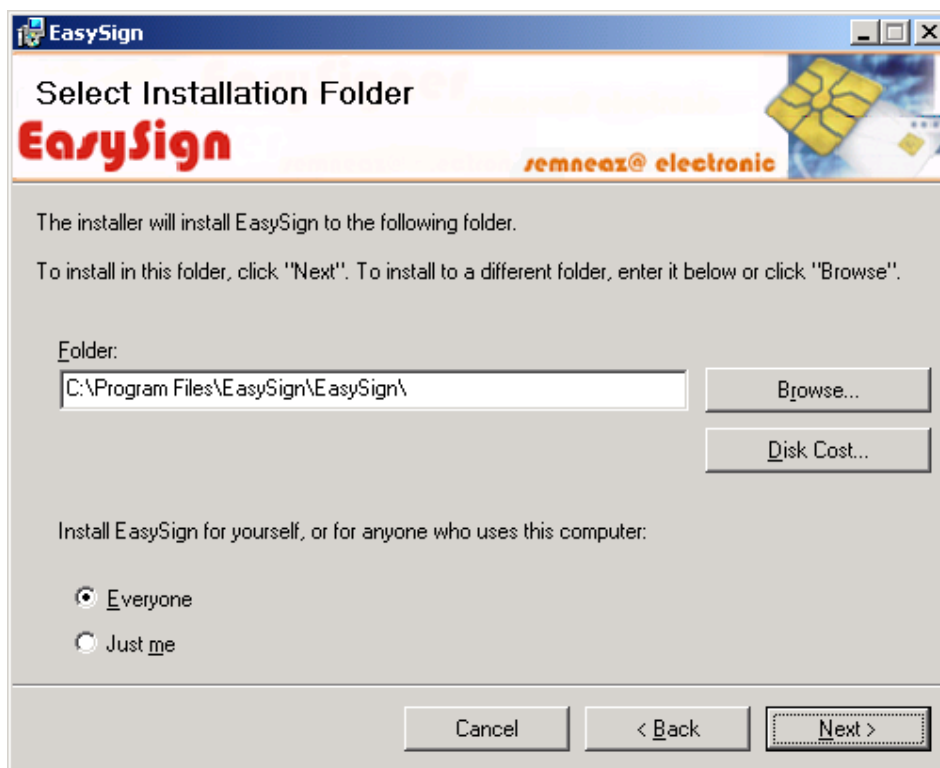 EasySign
Select Installation Folder
EasySign
semneaz@ electronic
The installer will install EasySign to the following folder.
To install in this folder, click "Next". To install to a different folder, enter it below or click "Browse".
Folder:
C:\Program Files\EasySign\EasySign\
Browse...
Disk Cost...
Install EasySign for yourself, or for anyone who uses this computer:
Everyone
Just me
Cancel
< Back
Next >